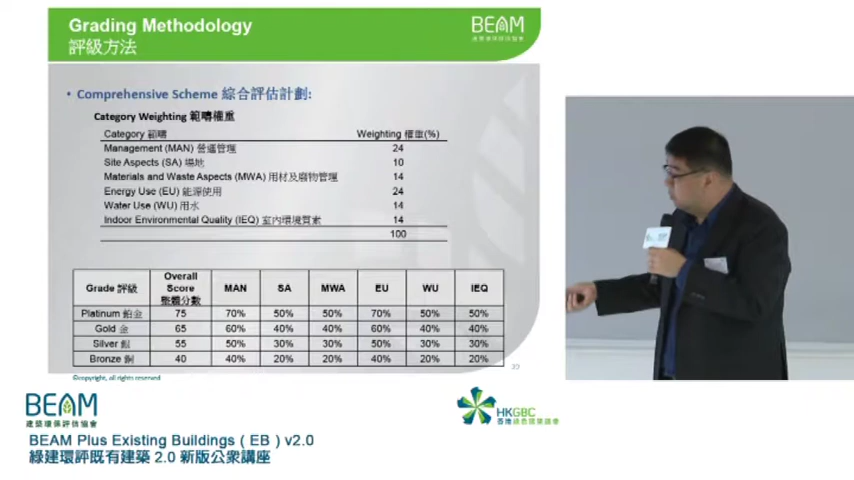 Grading Methodology
評級方法
BEAM
建築環保評估協會
• Comprehensive Scheme 綜合評估計劃:
Category Weighting 範疇權重
Category 範疇 Weighting 權重(%)
Management (MAN) 營運管理 24
Site Aspects (SA) 場地 10
Materials and Waste Aspects (MWA) 用材及廢物管理 14
Energy Use (EU) 能源使用 24
Water Use (WU) 用水 14
Indoor Environmental Quality (IEQ) 室內環境質素 14
100
Grade 評級 Overall Score 整體分數 MAN SA MWA EU WU IEQ
Platinum 鉑金 75 70% 50% 50% 70% 50% 50%
Gold 金 65 60% 40% 40% 60% 40% 40%
Silver 銀 55 50% 30% 30% 50% 30% 30%
Bronze 銅 40 40% 20% 20% 40% 20% 20%
©copyright, all rights reserved
BEAM
建築環保評估協會
HKGBC
香港綠色建築議會
BEAM Plus Existing Buildings ( EB ) v2.0
綠建環評既有建築 2.0 新版公眾講座